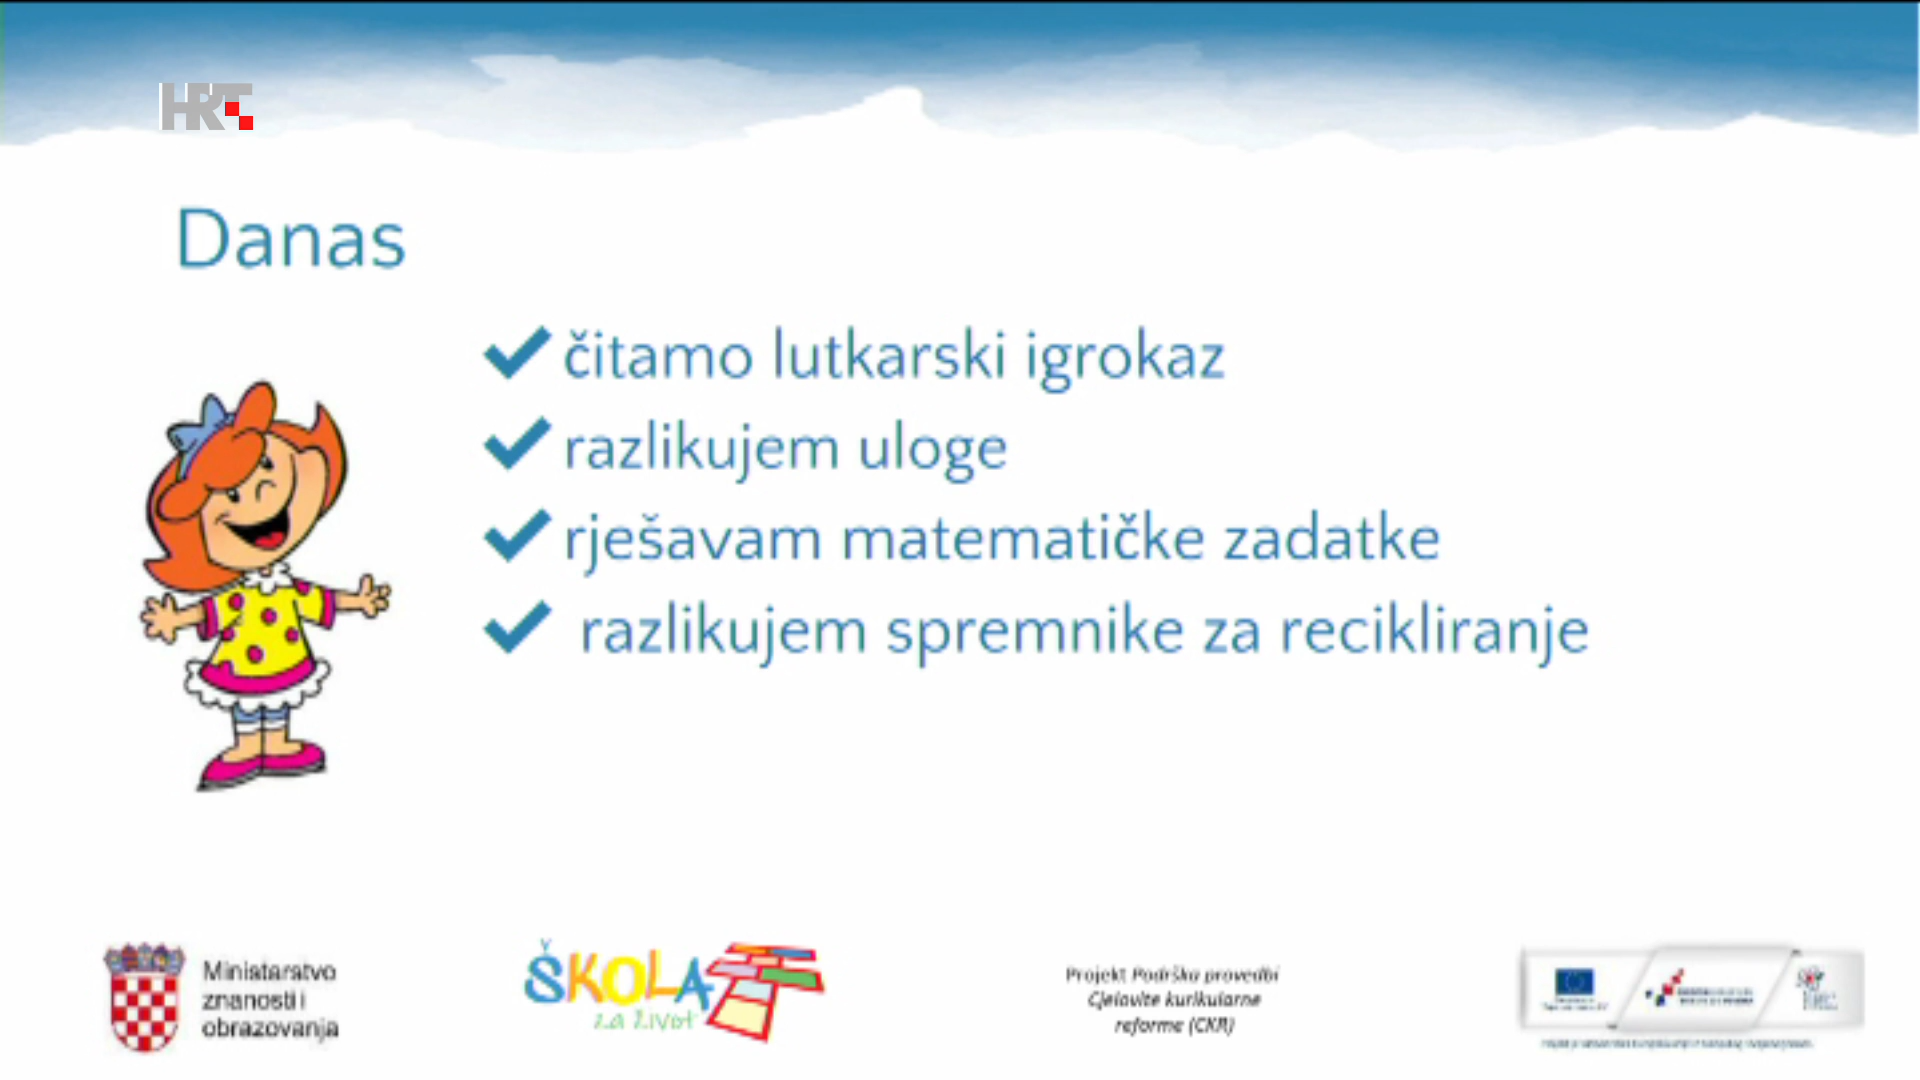 HRT
Danas
čitamo lutkarski igrokaz
razlikujem uloge
rješavam matematičke zadatke
razlikujem spremnike za recikliranje
Ministarstvo
znanosti i
obrazovanja
ŠKOLA
za život
Projekt Podrška provedbi
Cjelovite kurikularne
reforme (CKR)